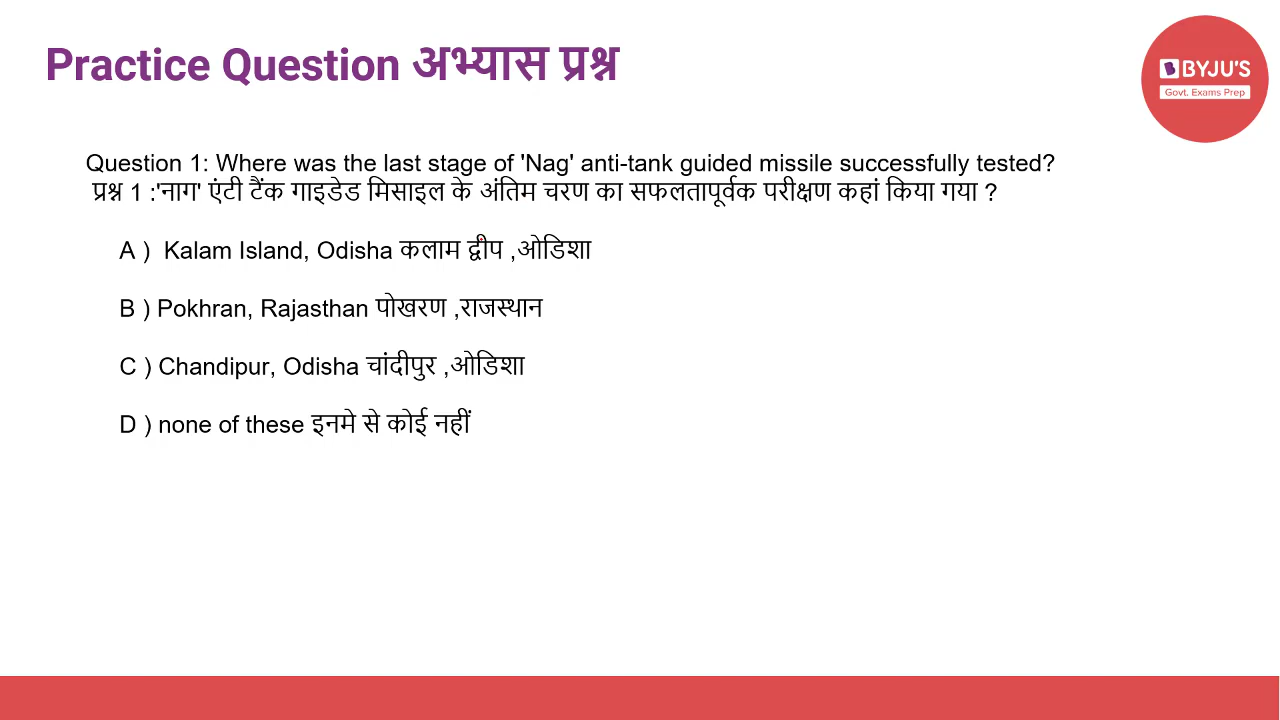 Practice Question अभ्यास प्रश्न
BYJU'S
Govt. Exams Prep
Question 1: Where was the last stage of 'Nag' anti-tank guided missile successfully tested?
प्रश्न 1 :'नाग' एंटी टैंक गाइडेड मिसाइल के अंतिम चरण का सफलतापूर्वक परीक्षण कहां किया गया ?
A ) Kalam Island, Odisha कलाम द्वीप ,ओडिशा
B ) Pokhran, Rajasthan पोखरण ,राजस्थान
C ) Chandipur, Odisha चांदीपुर ,ओडिशा
D ) none of these इनमे से कोई नहीं